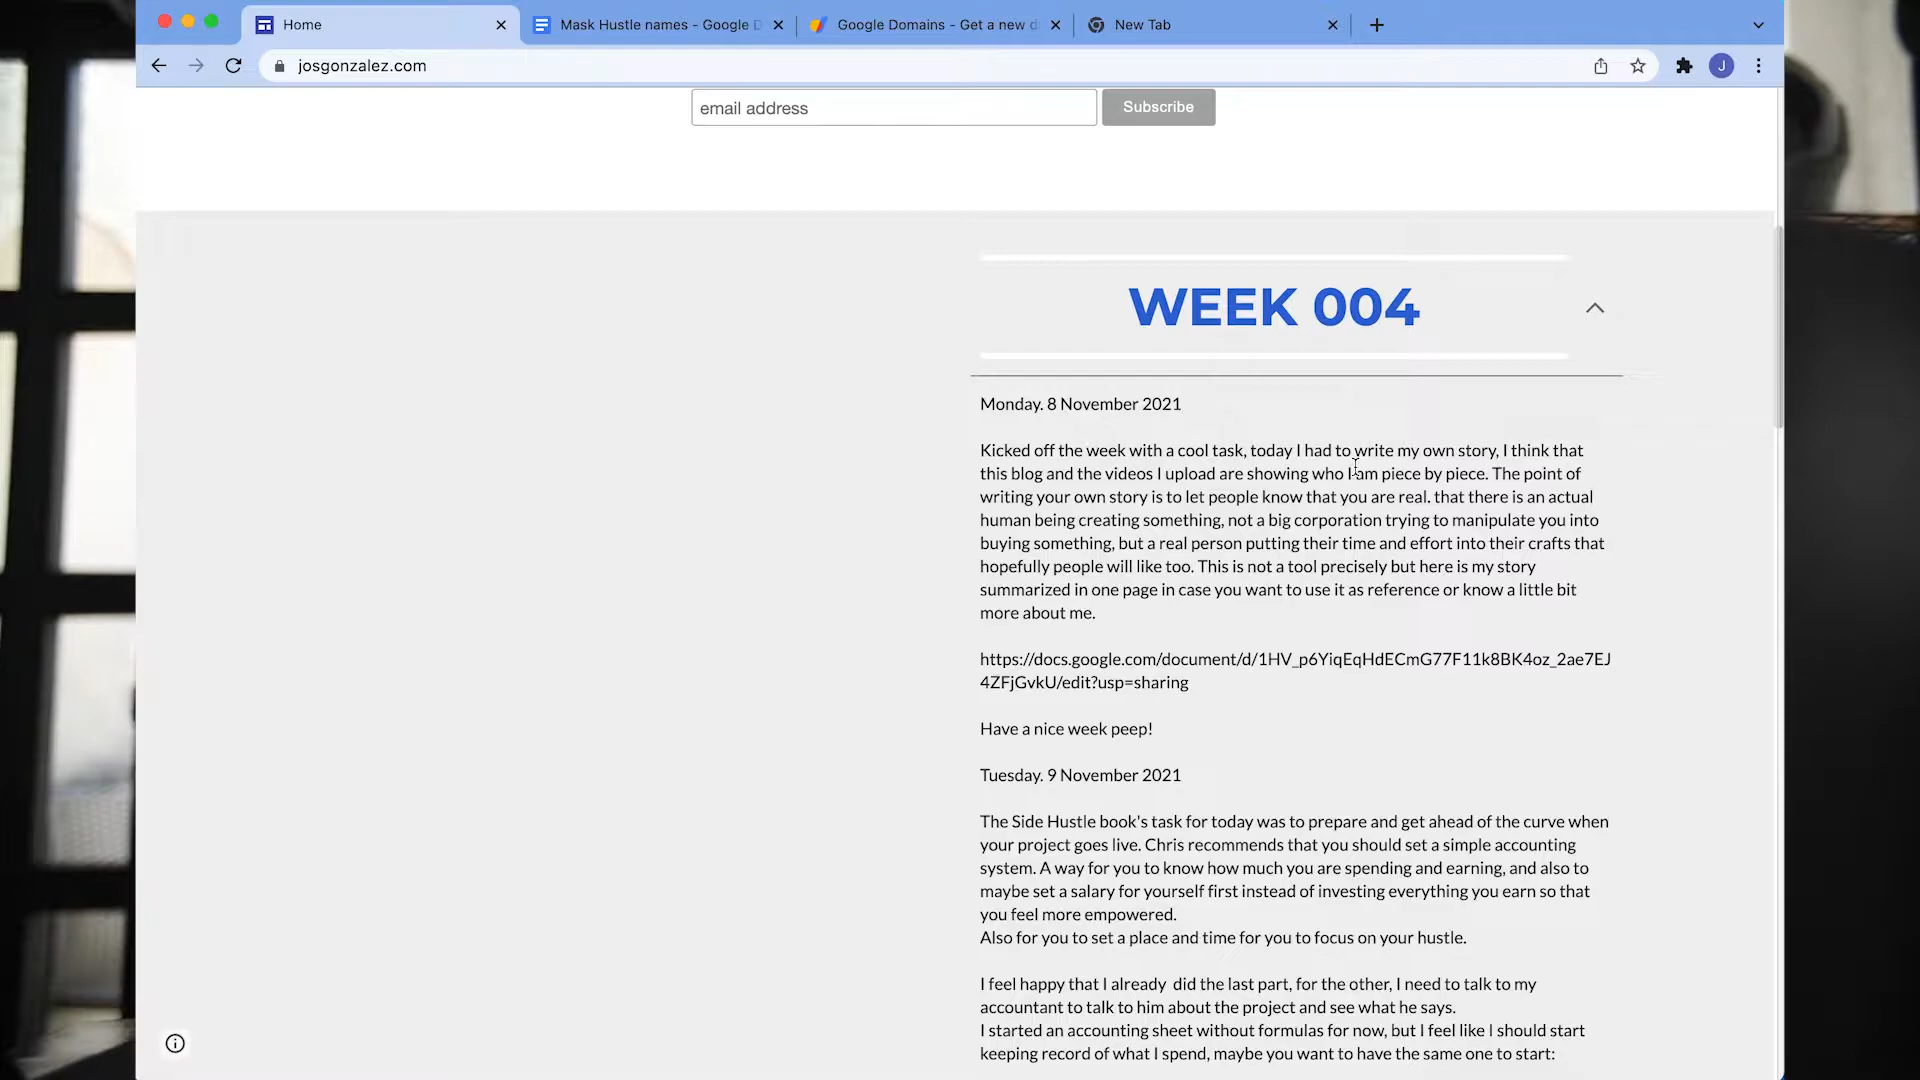 Home
Mask Hustle names - Google D
Google Domains - Get a new d
New Tab
josgonzalez.com
J
email address
Subscribe
WEEK 004
Monday. 8 November 2021
Kicked off the week with a cool task, today I had to write my own story, I think that
this blog and the videos I upload are showing who I am piece by piece. The point of
writing your own story is to let people know that you are real. that there is an actual
human being creating something, not a big corporation trying to manipulate you into
buying something, but a real person putting their time and effort into their crafts that
hopefully people will like too. This is not a tool precisely but here is my story
summarized in one page in case you want to use it as reference or know a little bit
more about me.
https://docs.google.com/document/d/1HV_p6YiqEqHdECmG77F11k8BK4oz_2ae7EJ
4ZFjGvkU/edit?usp=sharing
Have a nice week peep!
Tuesday. 9 November 2021
The Side Hustle book's task for today was to prepare and get ahead of the curve when
your project goes live. Chris recommends that you should set a simple accounting
system. A way for you to know how much you are spending and earning, and also to
maybe set a salary for yourself first instead of investing everything you earn so that
you feel more empowered.
Also for you to set a place and time for you to focus on your hustle.
I feel happy that I already did the last part, for the other, I need to talk to my
accountant to talk to him about the project and see what he says.
I started an accounting sheet without formulas for now, but I feel like I should start
keeping record of what I spend, maybe you want to have the same one to start: